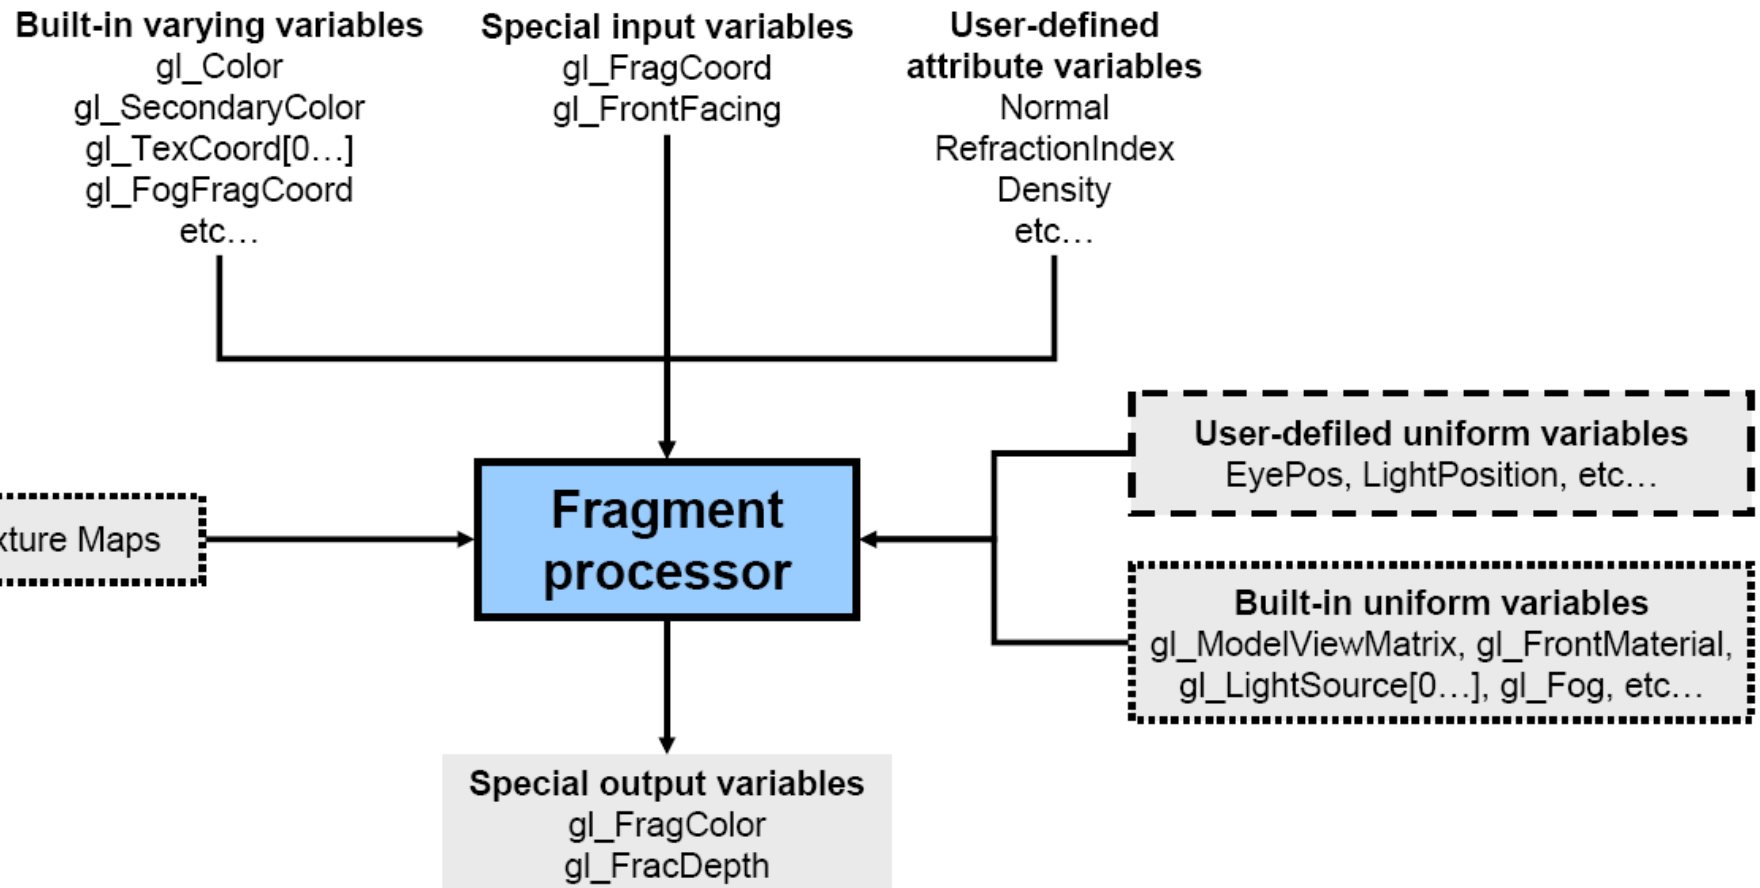 Built-in varying variables
gl_Color
gl_SecondaryColor
gl_TexCoord[0…]
gl_FogFragCoord
etc…
Special input variables
gl_FragCoord
gl_FrontFacing
User-defined
attribute variables
Normal
RefractionIndex
Density
etc…
User-defiled uniform variables
EyePos, LightPosition, etc…
xture Maps
Fragment
processor
Built-in uniform variables
gl_ModelViewMatrix, gl_FrontMaterial,
gl_LightSource[0…], gl_Fog, etc…
Special output variables
gl_FragColor
gl_FracDepth